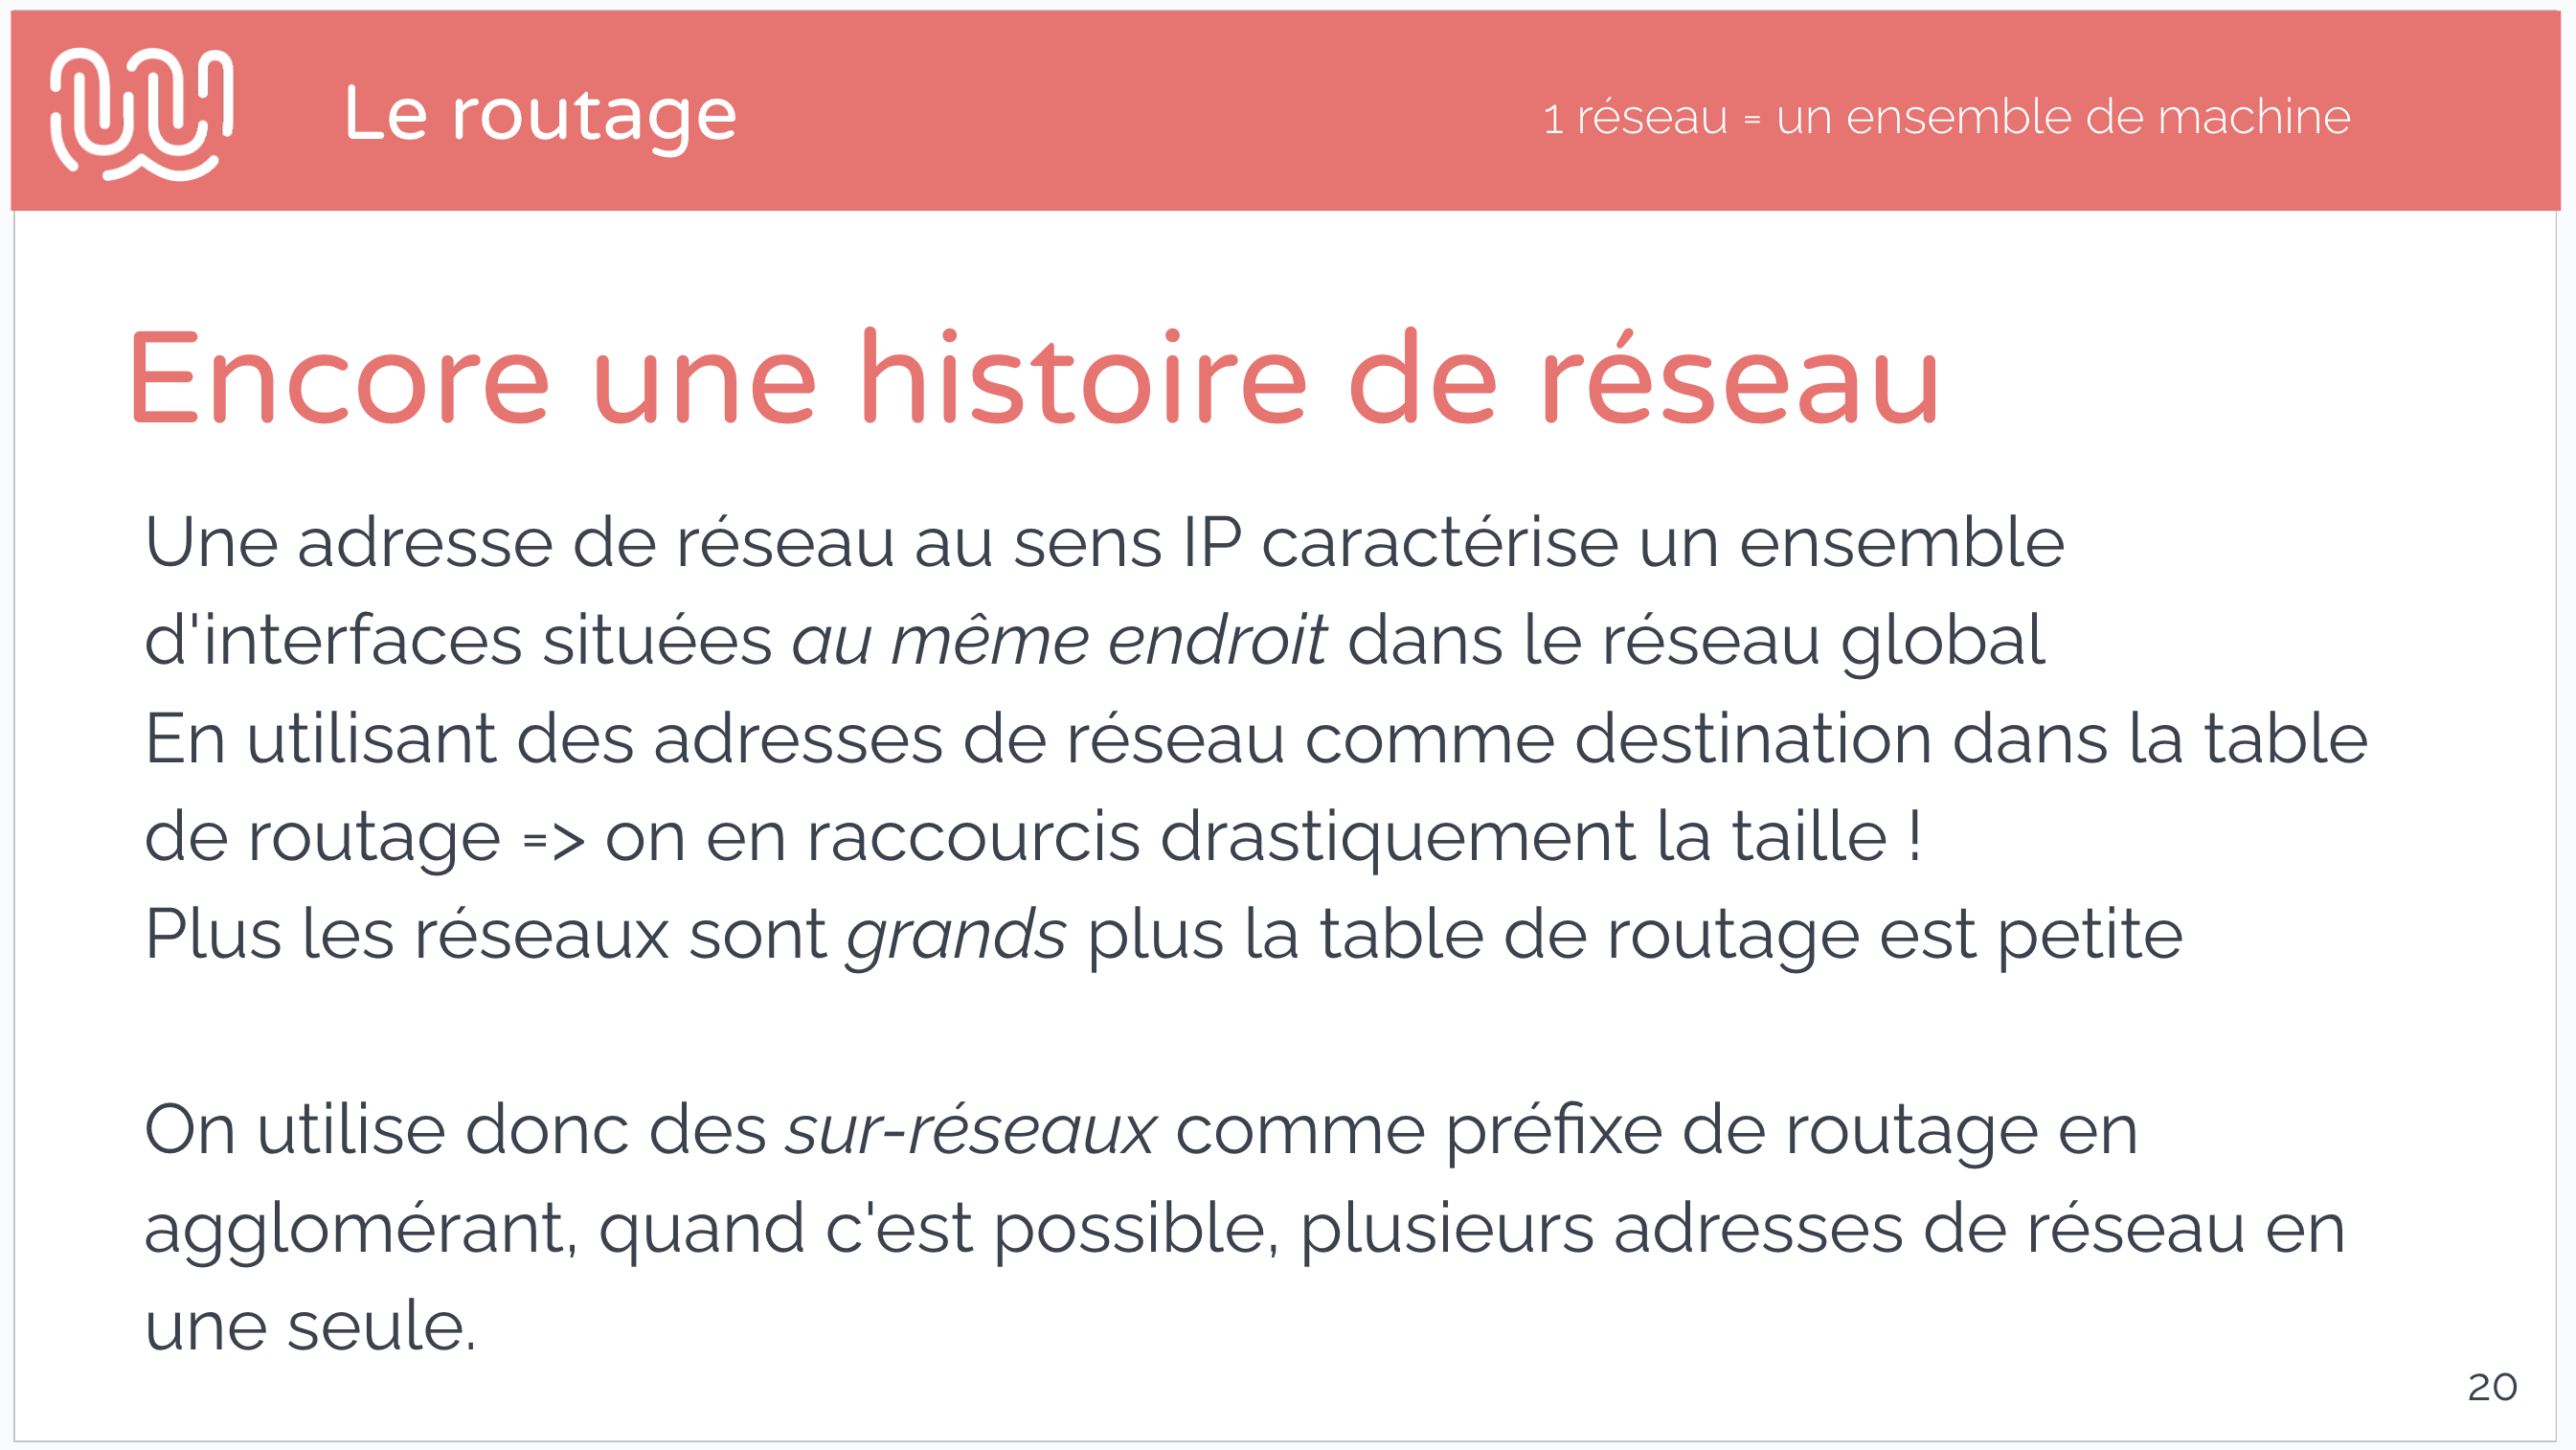 Le routage
1 réseau = un ensemble de machine
Encore une histoire de réseau
Une adresse de réseau au sens IP caractérise un ensemble
d'interfaces situées au même endroit dans le réseau global
En utilisant des adresses de réseau comme destination dans la table
de routage => on en raccourcis drastiquement la taille !
Plus les réseaux sont grands plus la table de routage est petite
On utilise donc des sur-réseaux comme préfixe de routage en
agglomérant, quand c'est possible, plusieurs adresses de réseau en
une seule.
20